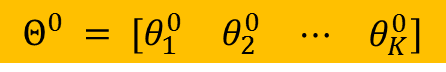 Θ⁰ = [θ₁⁰ θ₂⁰ ⋯ θ_K⁰]